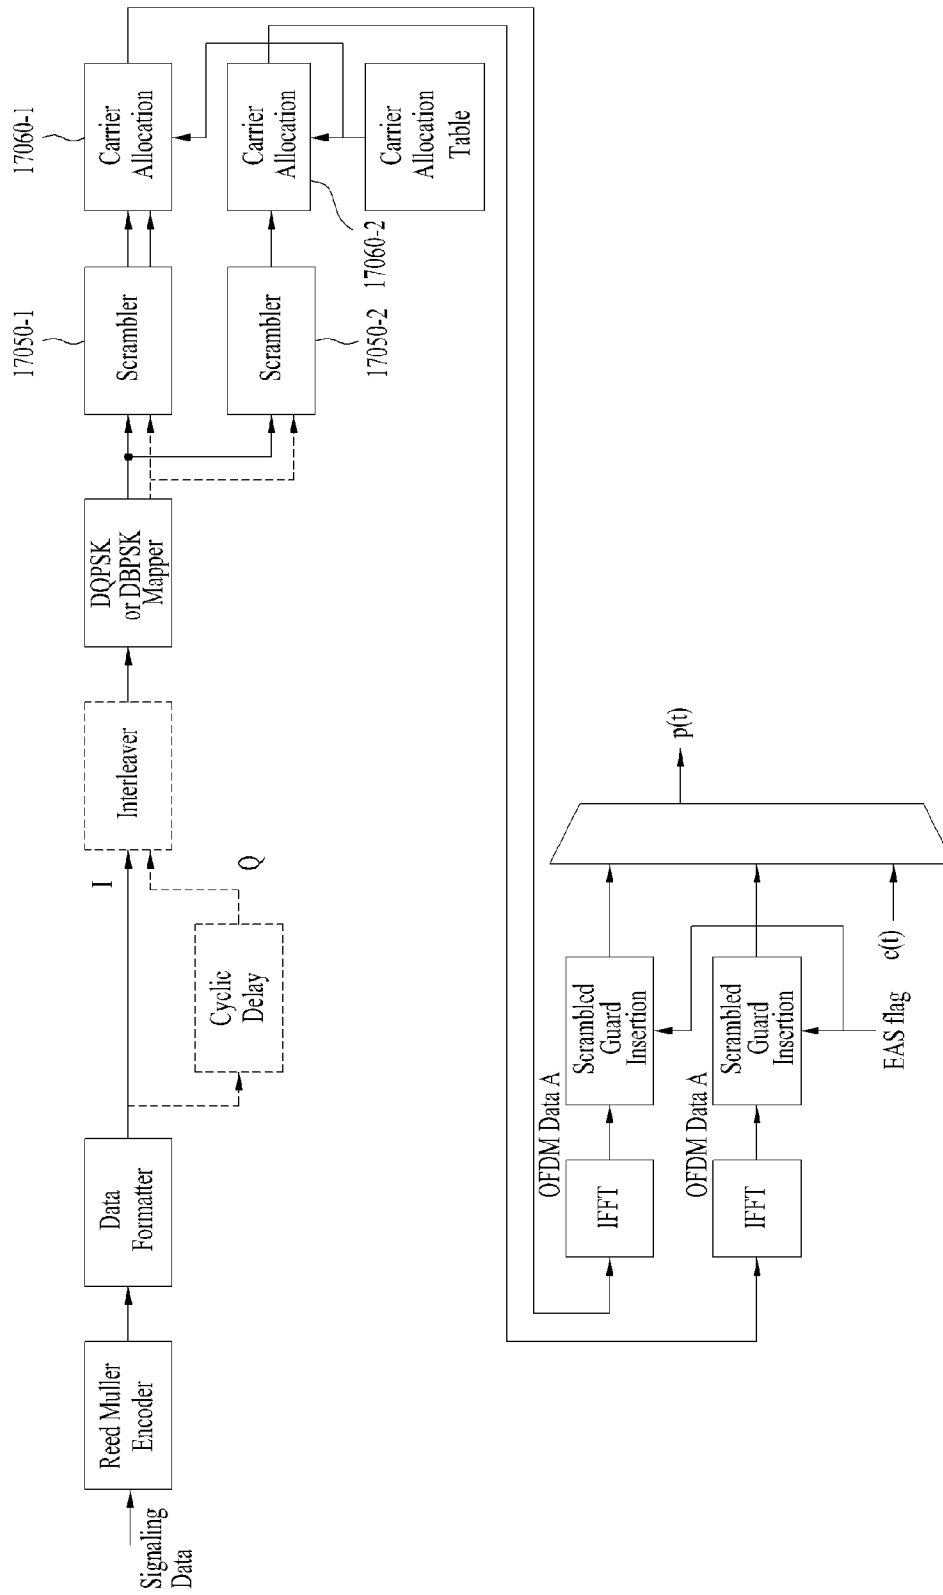 Signaling
Data
Reed Muller
Encoder
Data
Formatter
Cyclic
Delay
I
Q
Interleaver
DQPSK
or DBPSK
Mapper
17050-1
Scrambler
Scrambler
17050-2
17060-1
Carrier
Allocation
Carrier
Allocation
17060-2
Carrier
Allocation
Table
IFFT
OFDM Data A
Scrambled
Guard
Insertion
IFFT
OFDM Data A
Scrambled
Guard
Insertion
EAS flag
c(t)
p(t)